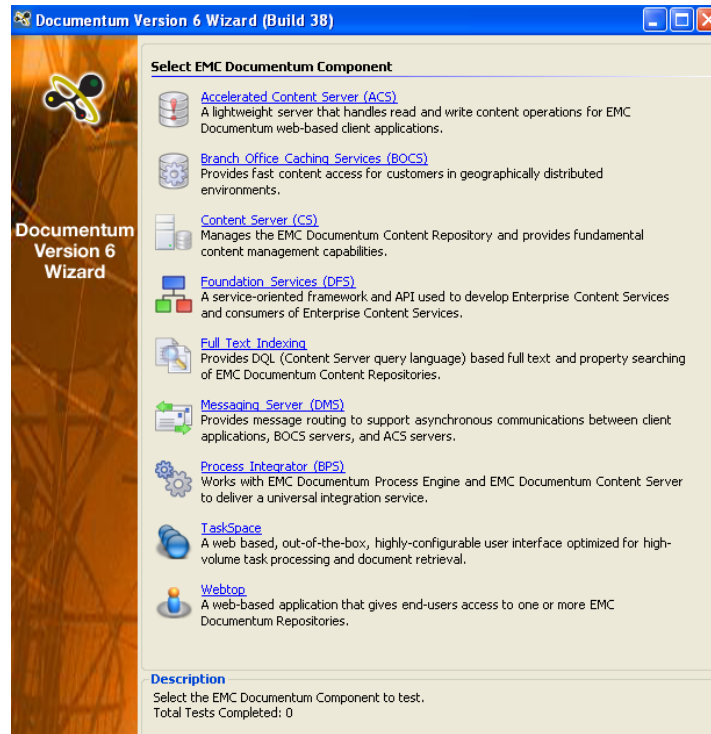 Documentum Version 6 Wizard (Build 38)
Select EMC Documentum Component
Accelerated Content Server (ACS)
A lightweight server that handles read and write content operations for EMC
Documentum web-based client applications.
Branch Office Caching Services (BOCS)
Provides fast content access for customers in geographically distributed
environments.
Documentum
Version 6
Wizard
Content Server (CS)
Manages the EMC Documentum Content Repository and provides fundamental
content management capabilities.
Foundation Services (DFS)
A service-oriented framework and API used to develop Enterprise Content Services
and consumers of Enterprise Content Services.
Full Text Indexing
Provides DQL (Content Server query language) based full text and property searching
of EMC Documentum Content Repositories.
Messaging Server (DMS)
Provides message routing to support asynchronous communications between client
applications, BOCS servers, and ACS servers.
Process Integrator (BPS)
Works with EMC Documentum Process Engine and EMC Documentum Content Server
to deliver a universal integration service.
TaskSpace
A web based, out-of-the-box, highly-configurable user interface optimized for high-
volume task processing and document retrieval.
Webtop
A web-based application that gives end-users access to one or more EMC
Documentum Repositories.
Description
Select the EMC Documentum Component to test.
Total Tests Completed: 0